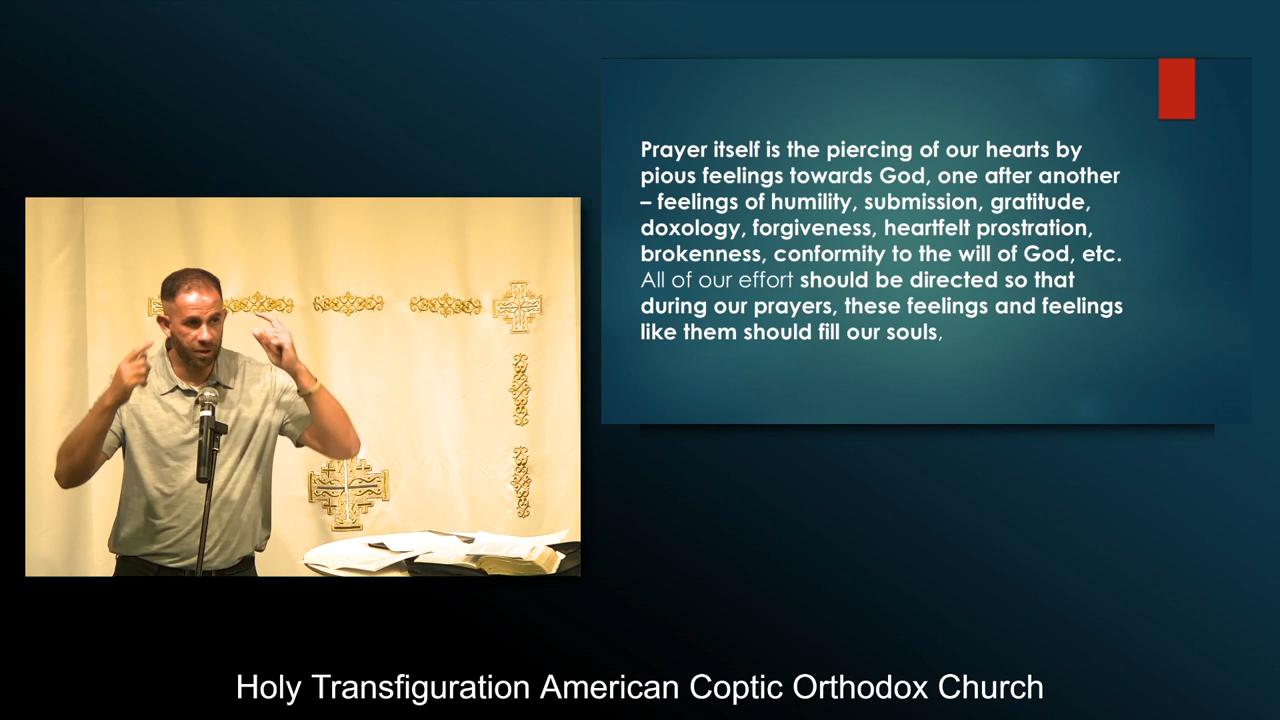 Prayer itself is the piercing of our hearts by
pious feelings towards God, one after another
– feelings of humility, submission, gratitude,
doxology, forgiveness, heartfelt prostration,
brokenness, conformity to the will of God, etc.
All of our effort should be directed so that
during our prayers, these feelings and feelings
like them should fill our souls,
Holy Transfiguration American Coptic Orthodox Church